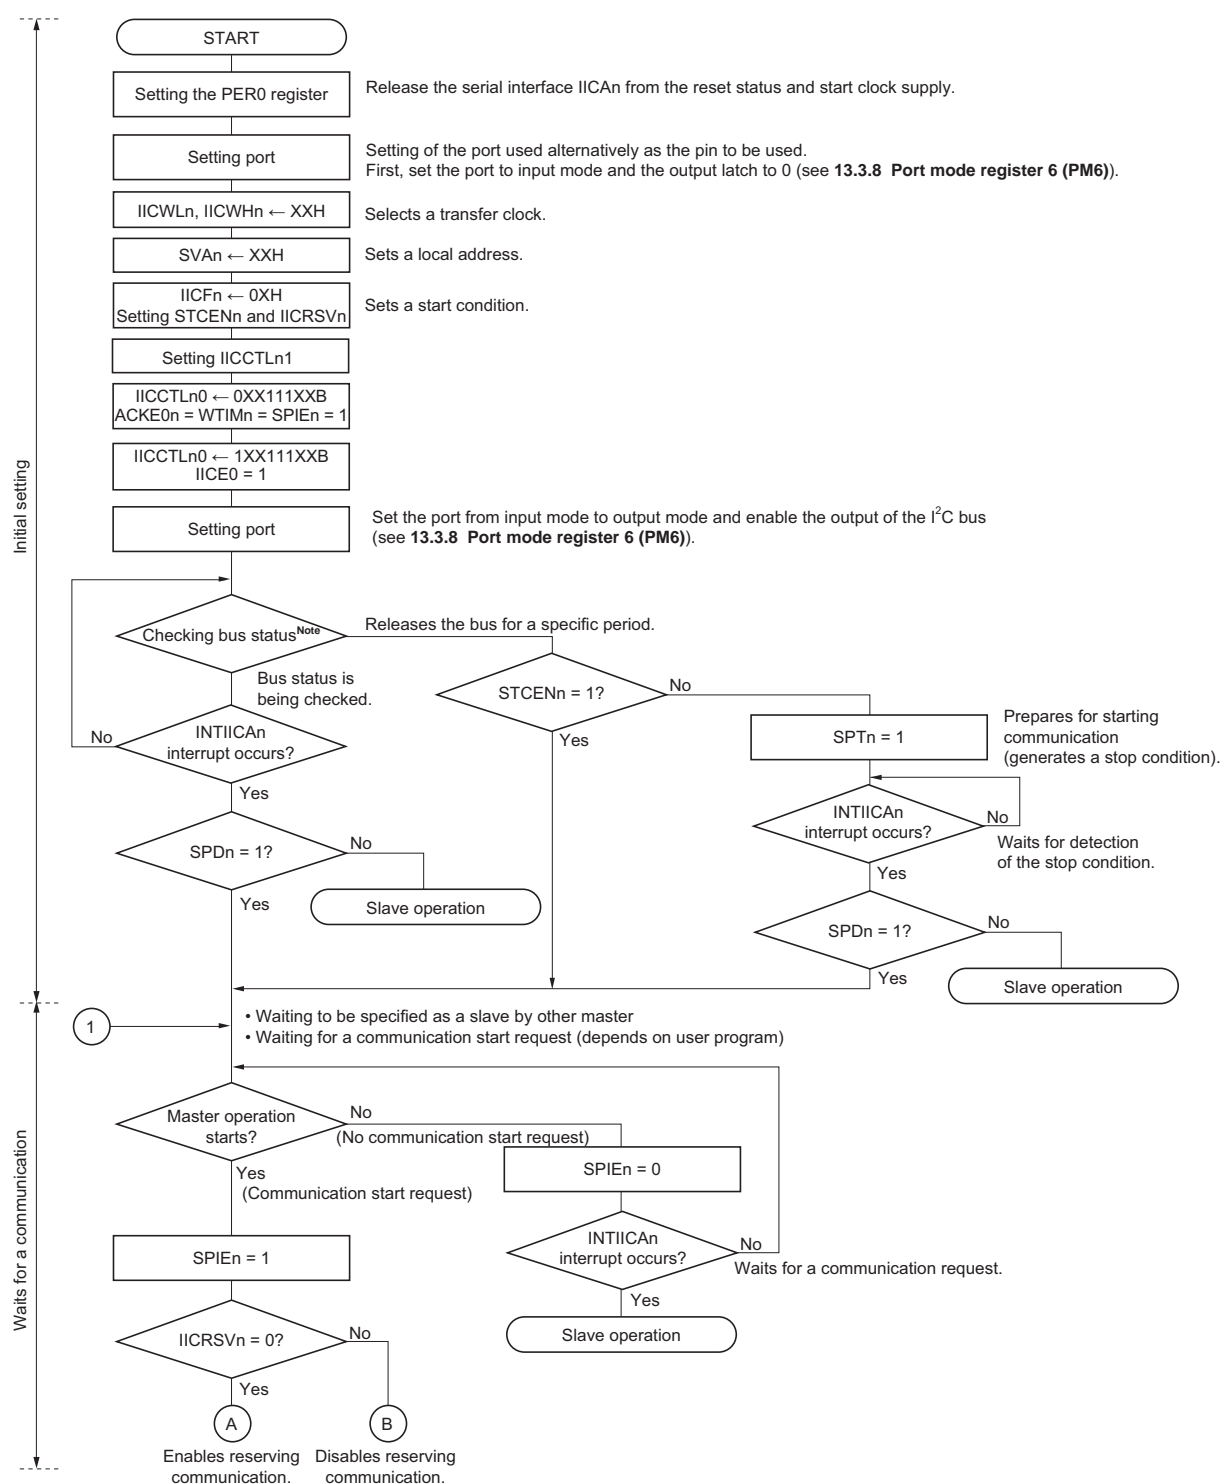 START
Setting the PER0 register
Release the serial interface IICAn from the reset status and start clock supply.
Setting port
Setting of the port used alternatively as the pin to be used.
First, set the port to input mode and the output latch to 0 (see 13.3.8 Port mode register 6 (PM6)).
IICWLn, IICWHn ← XXH
Selects a transfer clock.
SVAn ← XXH
Sets a local address.
IICFn ← 0XH
Setting STCENn and IICRSVn
Sets a start condition.
Setting IICCTLn1
IICCTLn0 ← 0XX111XXB
ACKE0n = WTIMn = SPIEn = 1
IICCTLn0 ← 1XX111XXB
IICE0 = 1
Initial setting
Setting port
Set the port from input mode to output mode and enable the output of the I2C bus
(see 13.3.8 Port mode register 6 (PM6)).
Checking bus statusNote
Releases the bus for a specific period.
Bus status is
being checked.
STCENn = 1?
No
Yes
SPTn = 1
Prepares for starting
communication
(generates a stop condition).
No
INTIICAn
interrupt occurs?
Yes
INTIICAn
interrupt occurs?
No
Waits for detection
of the stop condition.
Yes
SPDn = 1?
No
Yes
Slave operation
SPDn = 1?
No
Yes
Slave operation
1
• Waiting to be specified as a slave by other master
• Waiting for a communication start request (depends on user program)
Waits for a communication
Master operation
starts?
No
(No communication start request)
Yes
(Communication start request)
SPIEn = 0
INTIICAn
interrupt occurs?
No
Waits for a communication request.
Yes
Slave operation
SPIEn = 1
IICRSVn = 0?
No
Yes
A
B
Enables reserving
communication.
Disables reserving
communication.